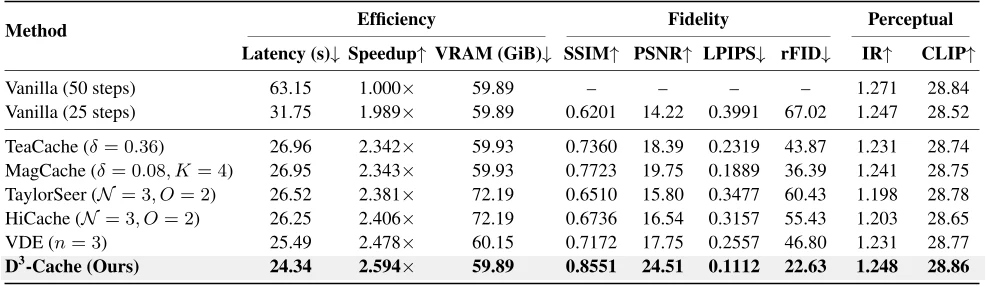 Method Efficiency Fidelity Perceptual
Latency (s)↓ Speedup↑ VRAM (GiB)↓ SSIM↑ PSNR↑ LPIPS↓ rFID↓ IR↑ CLIP↑
Vanilla (50 steps) 63.15 1.000× 59.89 – – – – 1.271 28.84
Vanilla (25 steps) 31.75 1.989× 59.89 0.6201 14.22 0.3991 67.02 1.247 28.52
TeaCache (δ = 0.36) 26.96 2.342× 59.93 0.7360 18.39 0.2319 43.87 1.231 28.74
MagCache (δ = 0.08, K = 4) 26.95 2.343× 59.93 0.7723 19.75 0.1889 36.39 1.241 28.75
TaylorSeer (𝒩 = 3, O = 2) 26.52 2.381× 72.19 0.6510 15.80 0.3477 60.43 1.198 28.78
HiCache (𝒩 = 3, O = 2) 26.25 2.406× 72.19 0.6736 16.54 0.3157 55.43 1.203 28.65
VDE (n = 3) 25.49 2.478× 60.15 0.7172 17.75 0.2557 46.80 1.231 28.77
D³-Cache (Ours) 24.34 2.594× 59.89 0.8551 24.51 0.1112 22.63 1.248 28.86